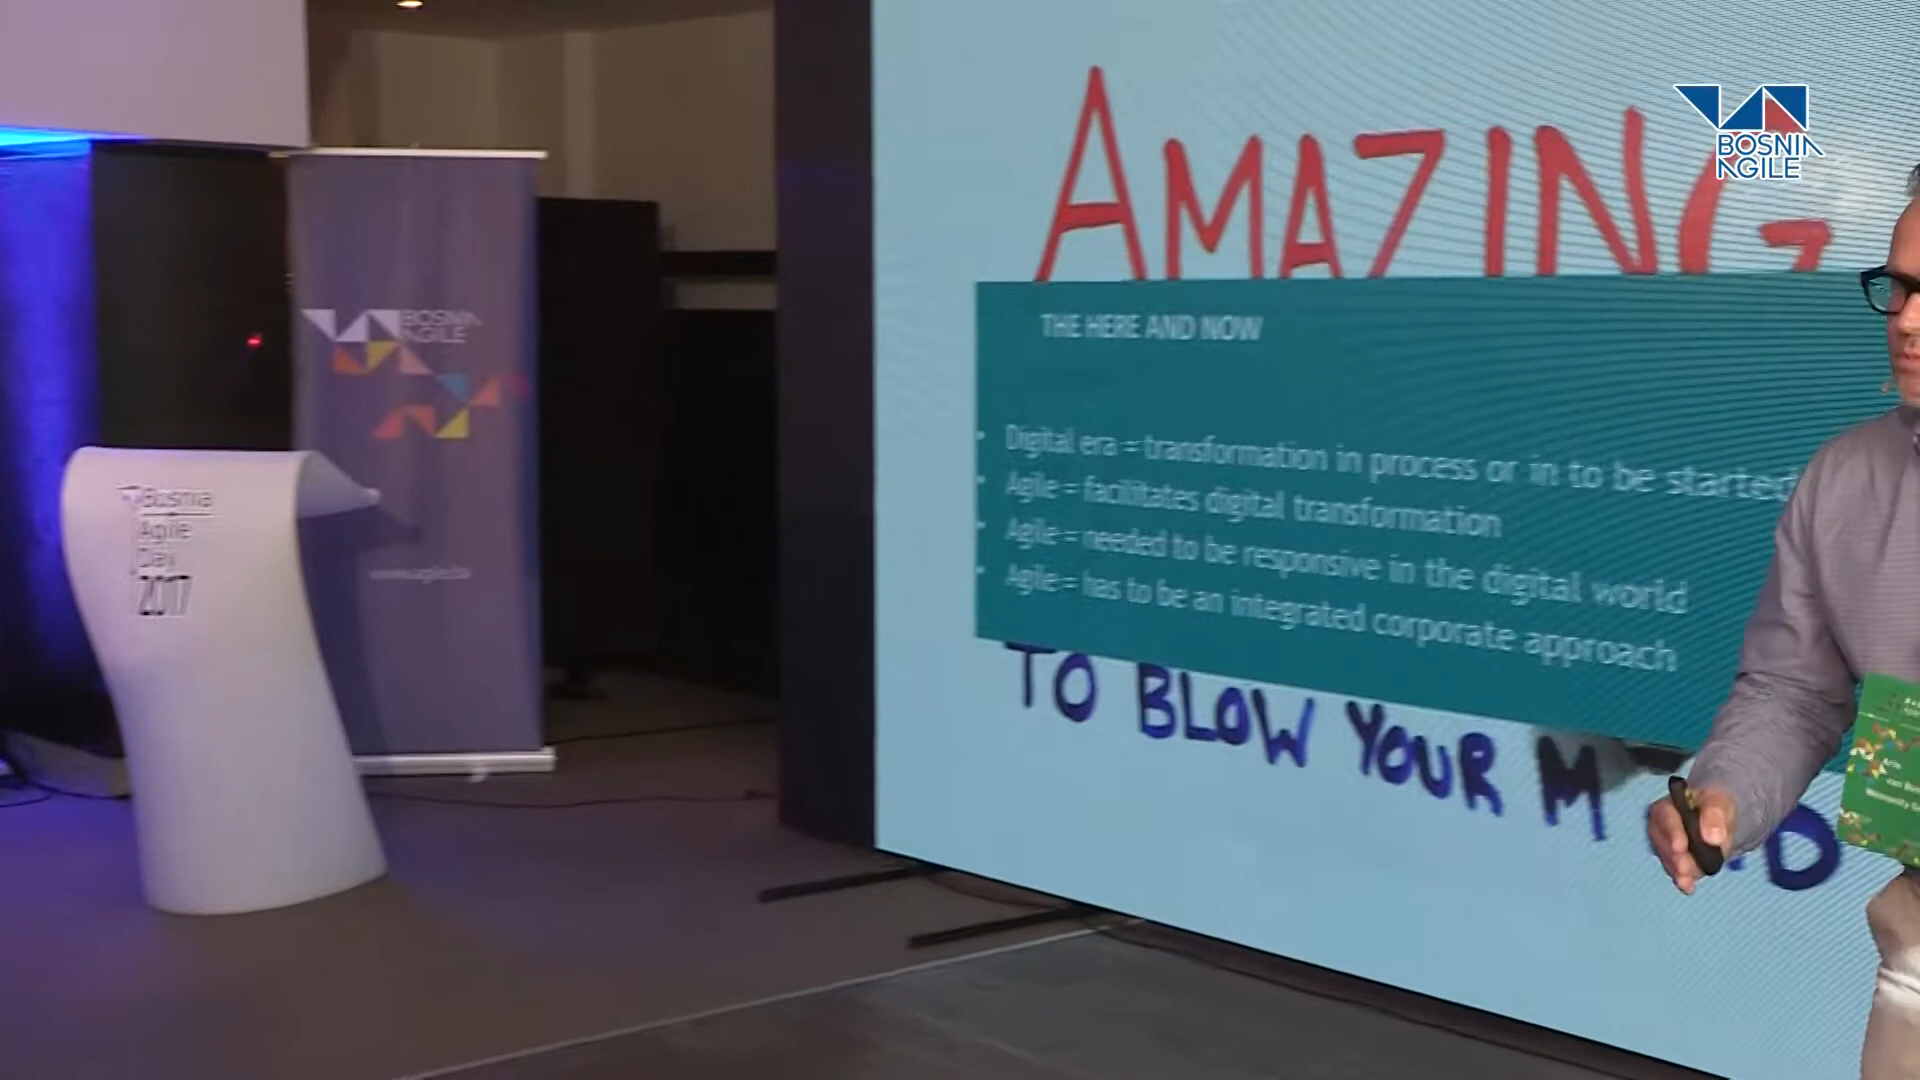 AMAZING
BOSNIA
AGILE
THE HERE AND NOW
Digital era = transformation in process or in to be started
Agile = facilitates digital transformation
Agile = needed to be responsive in the digital world
Agile = has to be an integrated corporate approach
TO BLOW YOUR M D
BOSNIA
AGILE
Bosnia
Agile
Day
2017